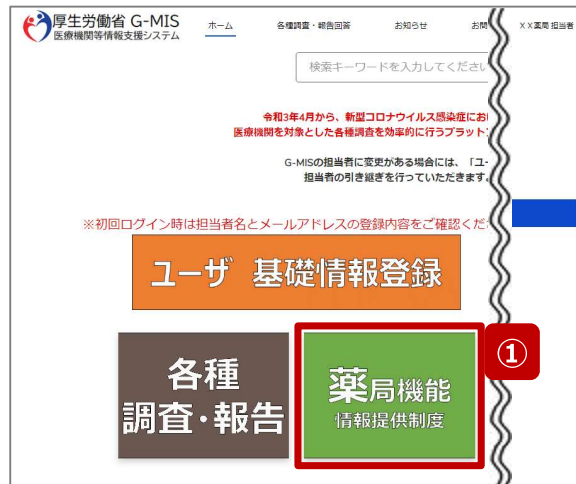 厚生労働省 G-MIS
医療機関等情報支援システム
ホーム 各種調査・報告回答 お知らせ お問 XX薬局 担当者
検索キーワードを入力してください
令和3年4月から、新型コロナウイルス感染症にお
医療機関を対象とした各種調査を効率的に行うプラット
G-MISの担当者に変更がある場合には、「ユー
担当者の引き継ぎを行っていただきます。
※初回ログイン時は担当者名とメールアドレスの登録内容をご確認くだ
ユーザ 基礎情報登録
各種
調査・報告
薬局機能
情報提供制度
①